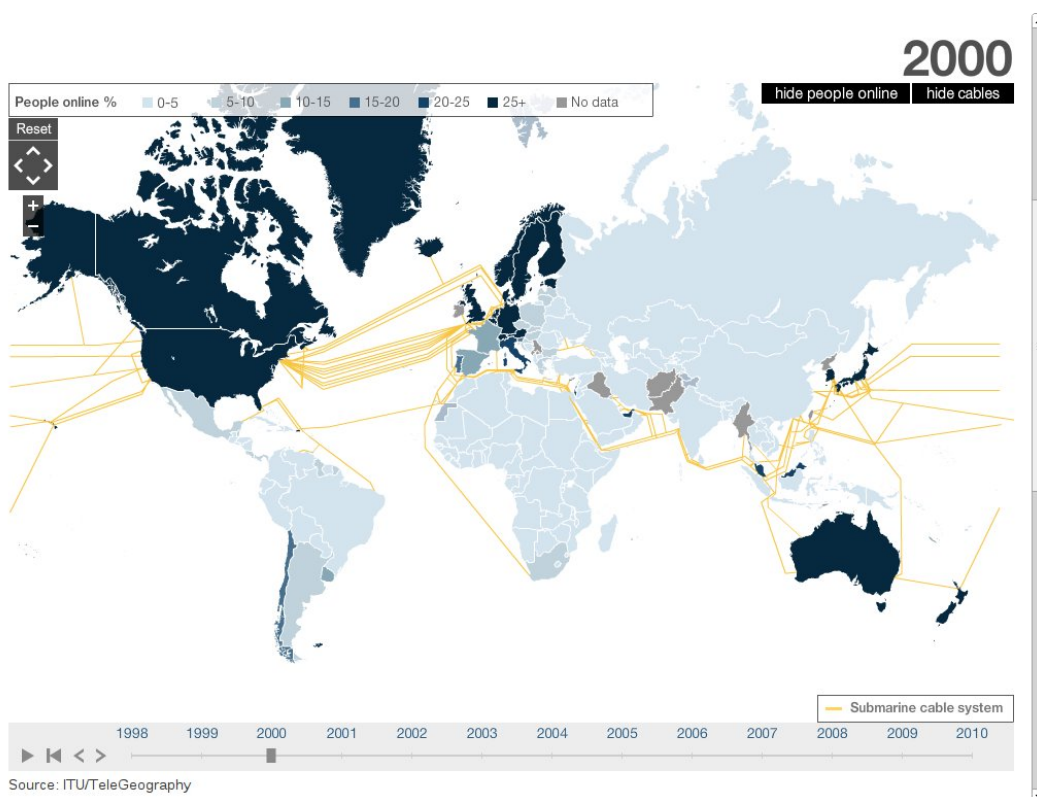 2000
hide people online hide cables
People online % 0-5 5-10 10-15 15-20 20-25 25+ No data
Reset
+
−
Submarine cable system
1998 1999 2000 2001 2002 2003 2004 2005 2006 2007 2008 2009 2010
Source: ITU/TeleGeography